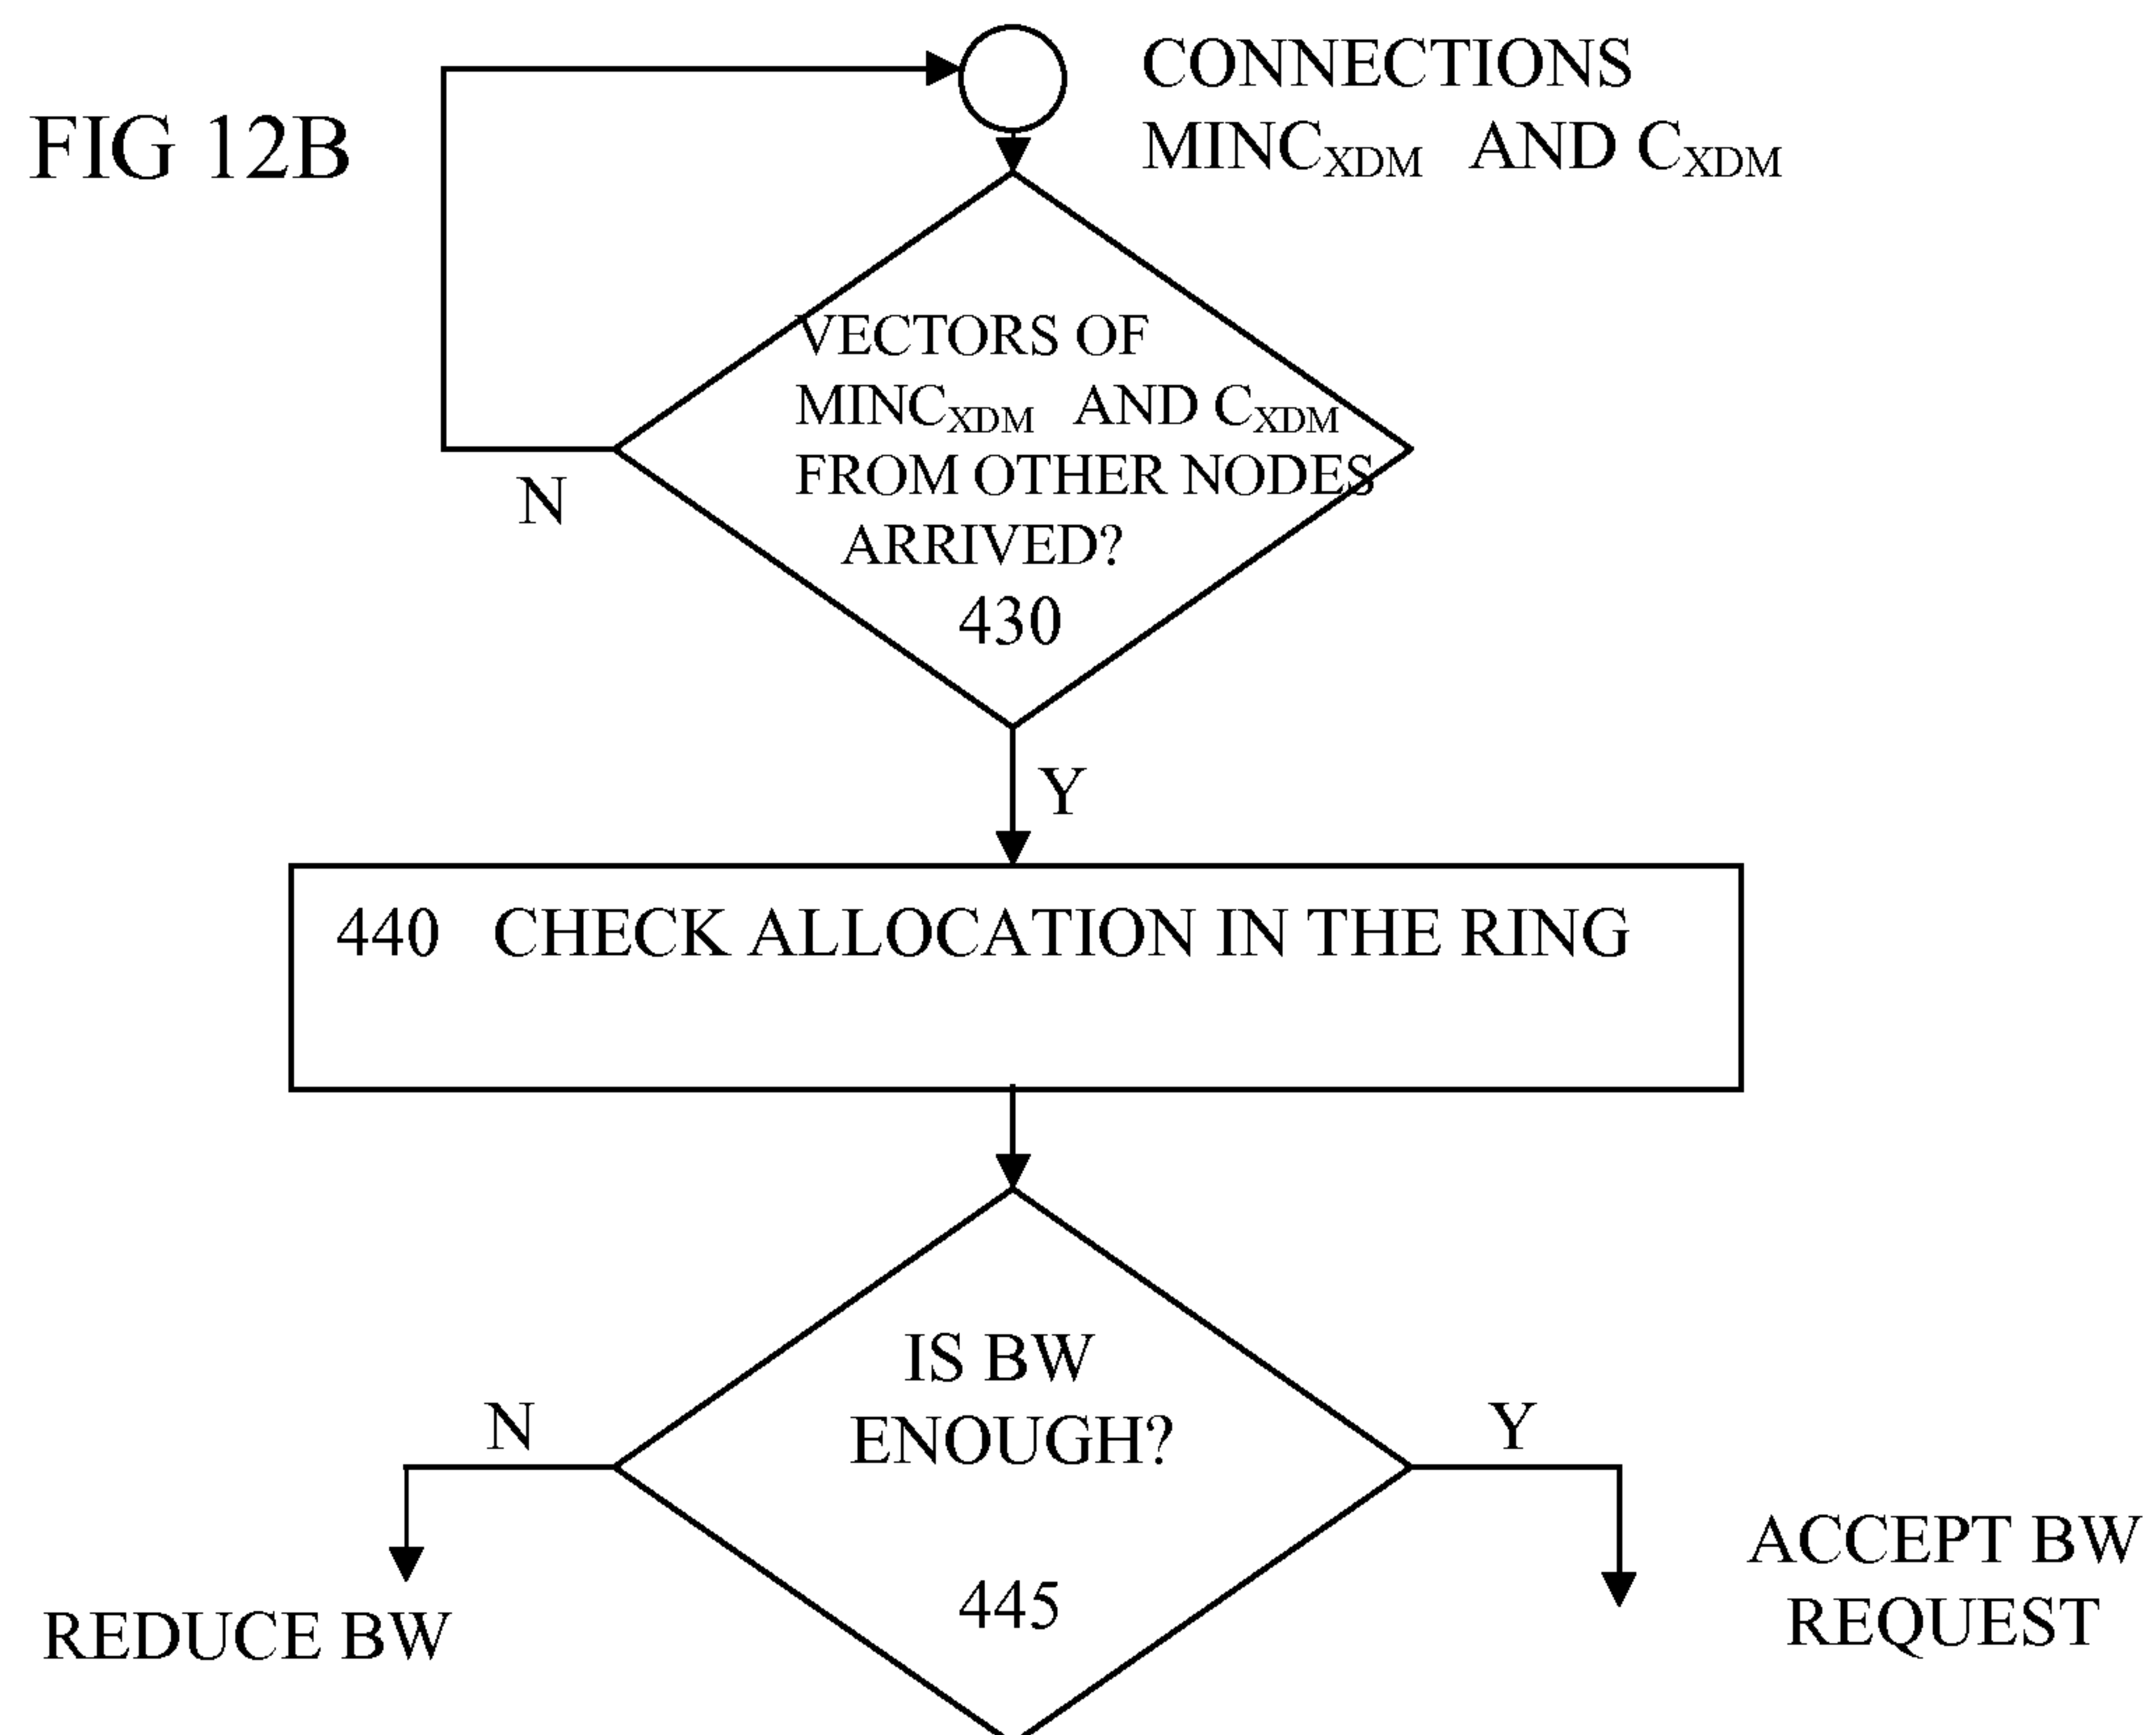 FIG 12B
CONNECTIONS
MINCXDM AND CXDM
VECTORS OF
MINCXDM AND CXDM
FROM OTHER NODES
ARRIVED?
430
N
Y
440 CHECK ALLOCATION IN THE RING
IS BW
ENOUGH?
445
N
Y
REDUCE BW
ACCEPT BW
REQUEST